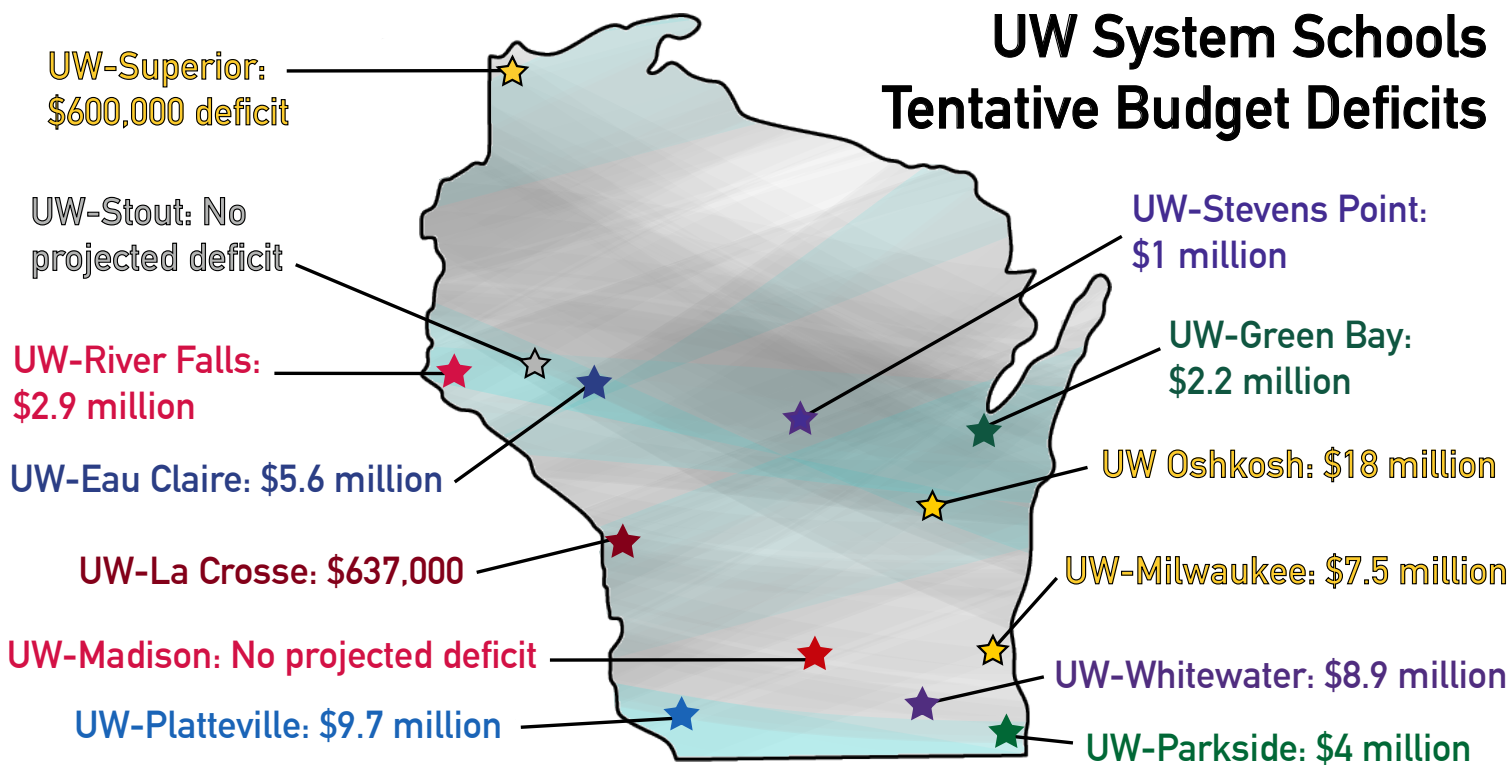 UW System Schools
Tentative Budget Deficits
UW-Superior:
$600,000 deficit
UW-Stout: No
projected deficit
UW-River Falls:
$2.9 million
UW-Eau Claire: $5.6 million
UW-La Crosse: $637,000
UW-Madison: No projected deficit
UW-Platteville: $9.7 million
UW-Stevens Point:
$1 million
UW-Green Bay:
$2.2 million
UW Oshkosh: $18 million
UW-Milwaukee: $7.5 million
UW-Whitewater: $8.9 million
UW-Parkside: $4 million